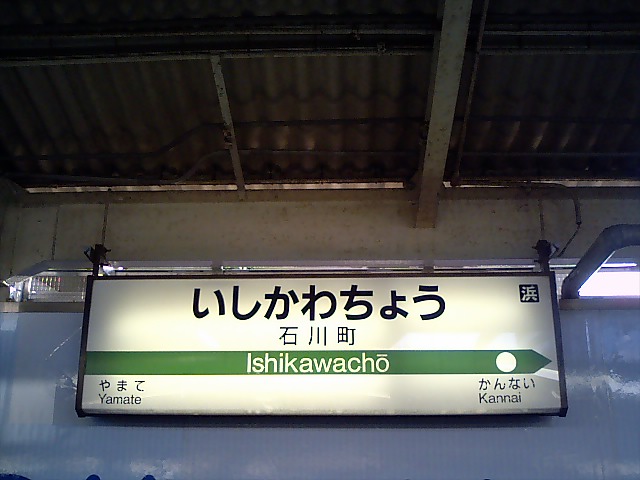 いしかわちょう
浜
石川町
Ishikawachō
やまて
Yamate
かんない
Kannai